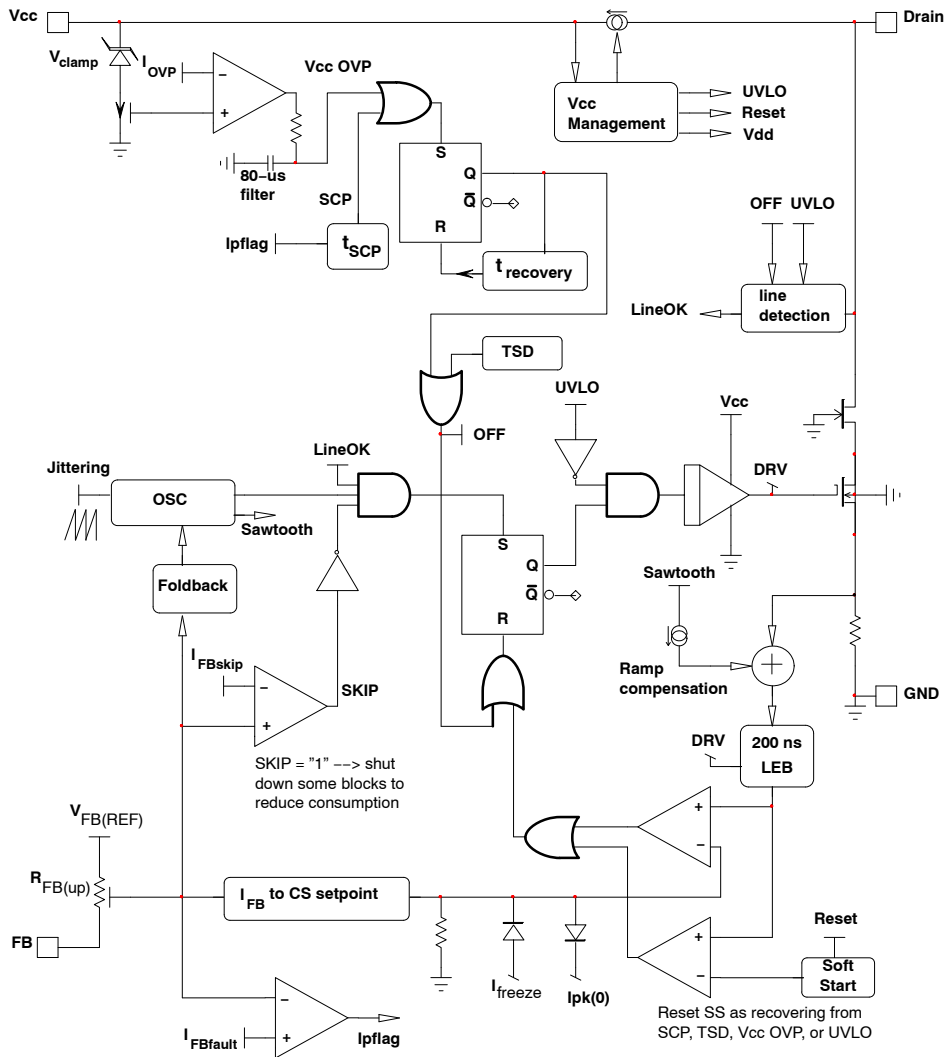 Vcc
Drain
Vclamp
IOVP
−
+
Vcc OVP
80−us
filter
SCP
Ipflag
tSCP
S
Q
Q̅
R
trecovery
Vcc
Management
UVLO
Reset
Vdd
OFF UVLO
line
detection
LineOK
TSD
OFF
UVLO
Vcc
DRV
LineOK
Jittering
OSC
Sawtooth
Foldback
S
Q
Q̅
R
Sawtooth
Ramp
compensation
+
GND
IFBskip
−
+
SKIP
SKIP = ”1” −−> shut
down some blocks to
reduce consumption
DRV
200 ns
LEB
+
−
VFB(REF)
RFB(up)
FB
IFB to CS setpoint
Ifreeze
Ipk(0)
+
−
Reset
Soft
Start
Reset SS as recovering from
SCP, TSD, Vcc OVP, or UVLO
−
+
IFBfault
Ipflag